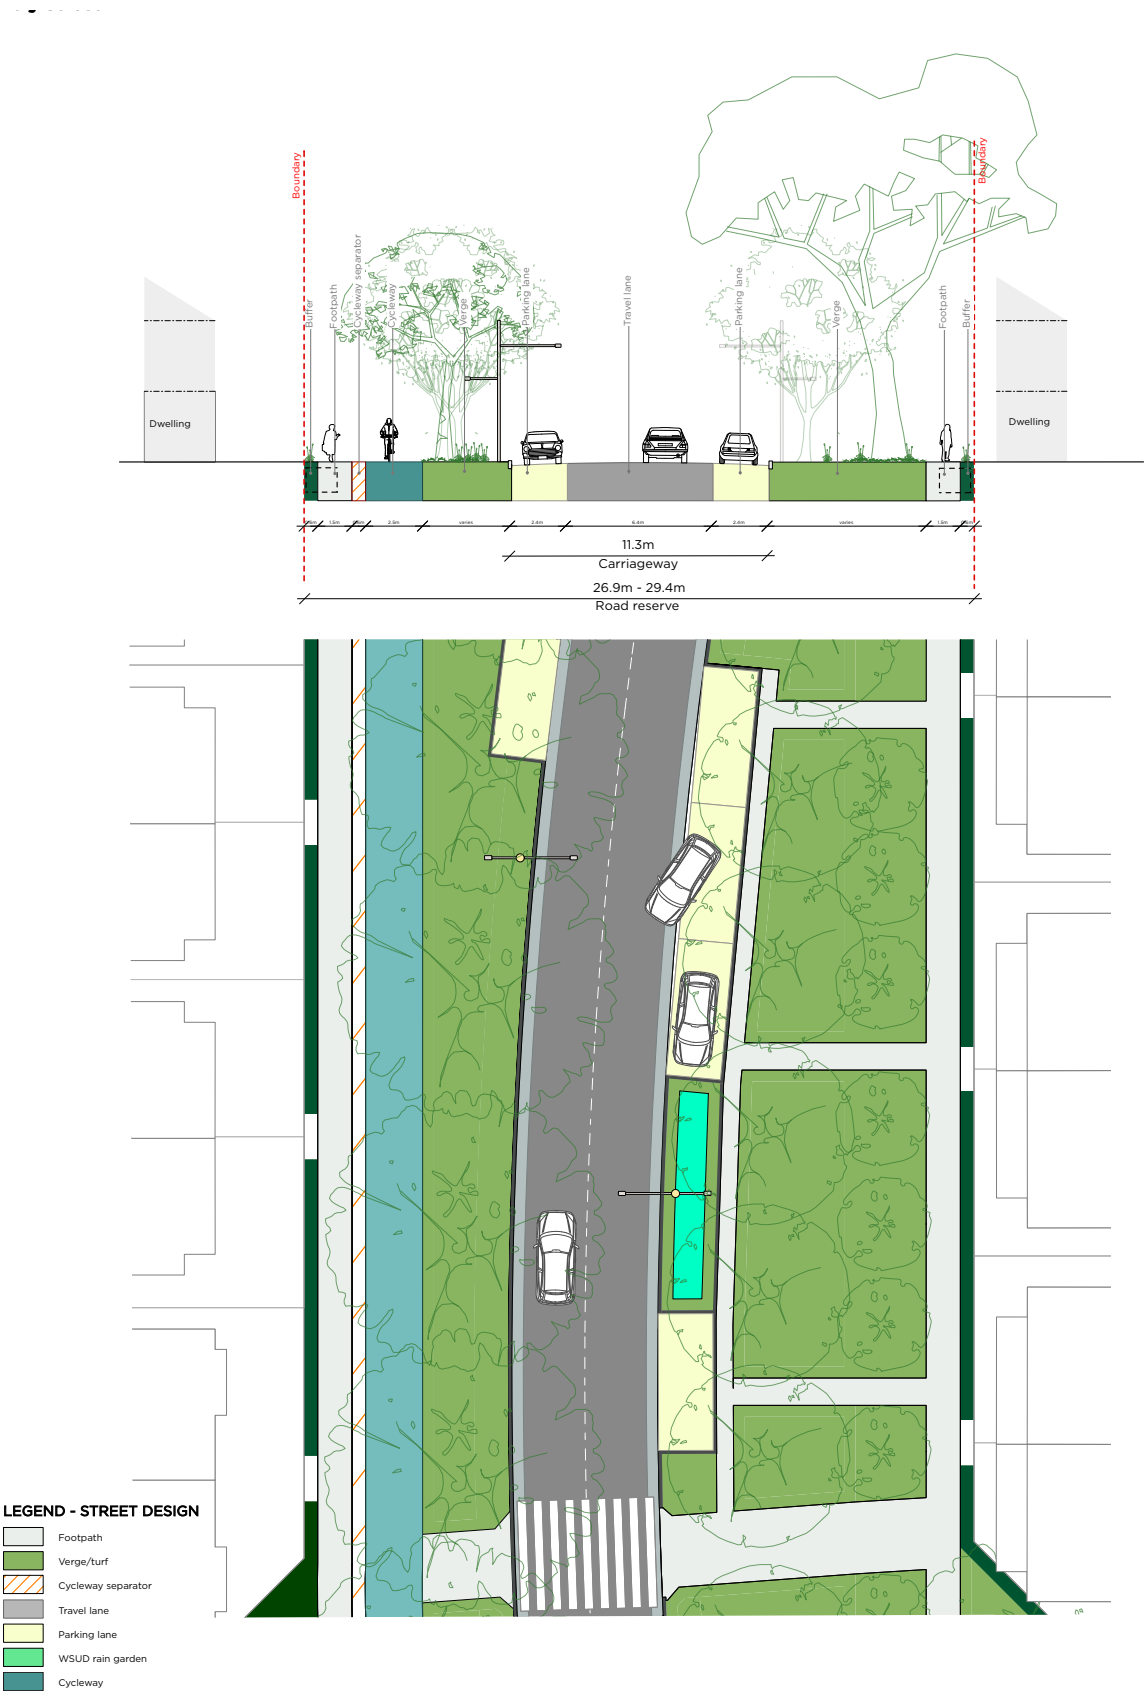 Boundary
Boundary
Buffer
Footpath
Cycleway separator
Cycleway
Verge
Parking lane
Travel lane
Parking lane
Verge
Footpath
Buffer
Dwelling
Dwelling
1.5m
2.5m
varies
2.4m
6.4m
2.4m
varies
1.5m
11.3m
Carriageway
26.9m - 29.4m
Road reserve
LEGEND - STREET DESIGN
Footpath
Verge/turf
Cycleway separator
Travel lane
Parking lane
WSUD rain garden
Cycleway